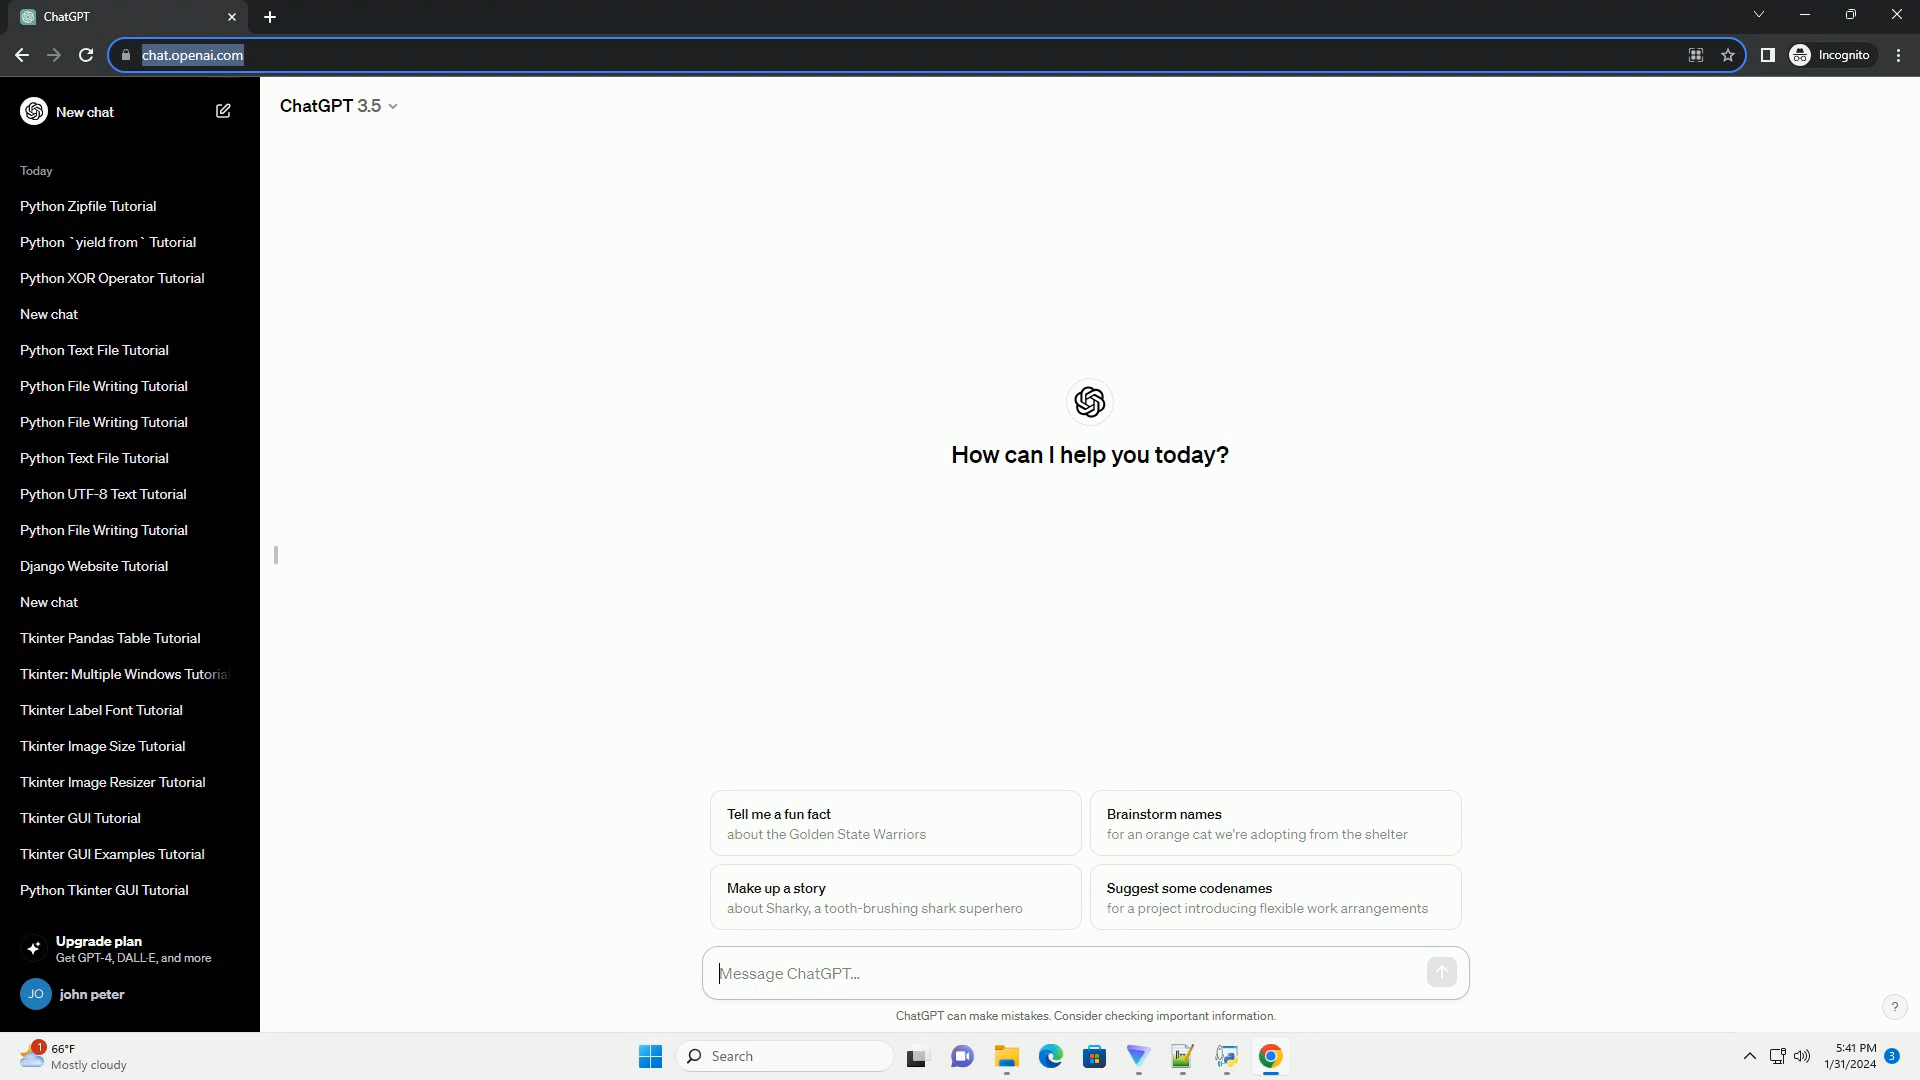 ChatGPT
chat.openai.com
Incognito
New chat
ChatGPT 3.5
Today
Python Zipfile Tutorial
Python `yield from` Tutorial
Python XOR Operator Tutorial
New chat
Python Text File Tutorial
Python File Writing Tutorial
Python File Writing Tutorial
Python Text File Tutorial
Python UTF-8 Text Tutorial
Python File Writing Tutorial
Django Website Tutorial
New chat
Tkinter Pandas Table Tutorial
Tkinter: Multiple Windows Tutorial
Tkinter Label Font Tutorial
Tkinter Image Size Tutorial
Tkinter Image Resizer Tutorial
Tkinter GUI Tutorial
Tkinter GUI Examples Tutorial
Python Tkinter GUI Tutorial
Upgrade plan
Get GPT-4, DALL·E, and more
JO john peter
How can I help you today?
Tell me a fun fact
about the Golden State Warriors
Brainstorm names
for an orange cat we're adopting from the shelter
Make up a story
about Sharky, a tooth-brushing shark superhero
Suggest some codenames
for a project introducing flexible work arrangements
Message ChatGPT...
ChatGPT can make mistakes. Consider checking important information.
?
1
66°F
Mostly cloudy
Search
5:41 PM
1/31/2024
3